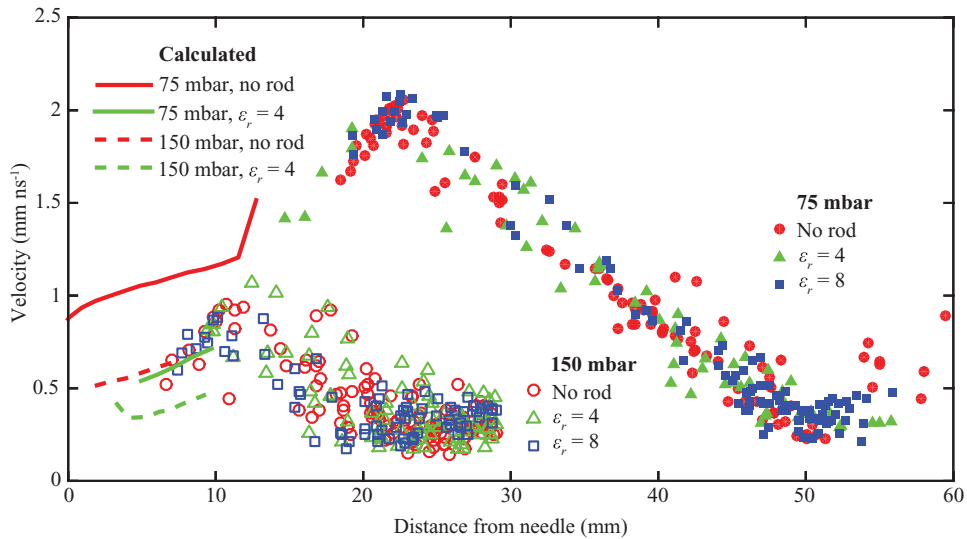 2.5
2
1.5
1
0.5
0
Velocity (mm ns⁻¹)
Calculated
75 mbar, no rod
75 mbar, εᵣ = 4
150 mbar, no rod
150 mbar, εᵣ = 4
75 mbar
No rod
εᵣ = 4
εᵣ = 8
150 mbar
No rod
εᵣ = 4
εᵣ = 8
0 10 20 30 40 50 60
Distance from needle (mm)